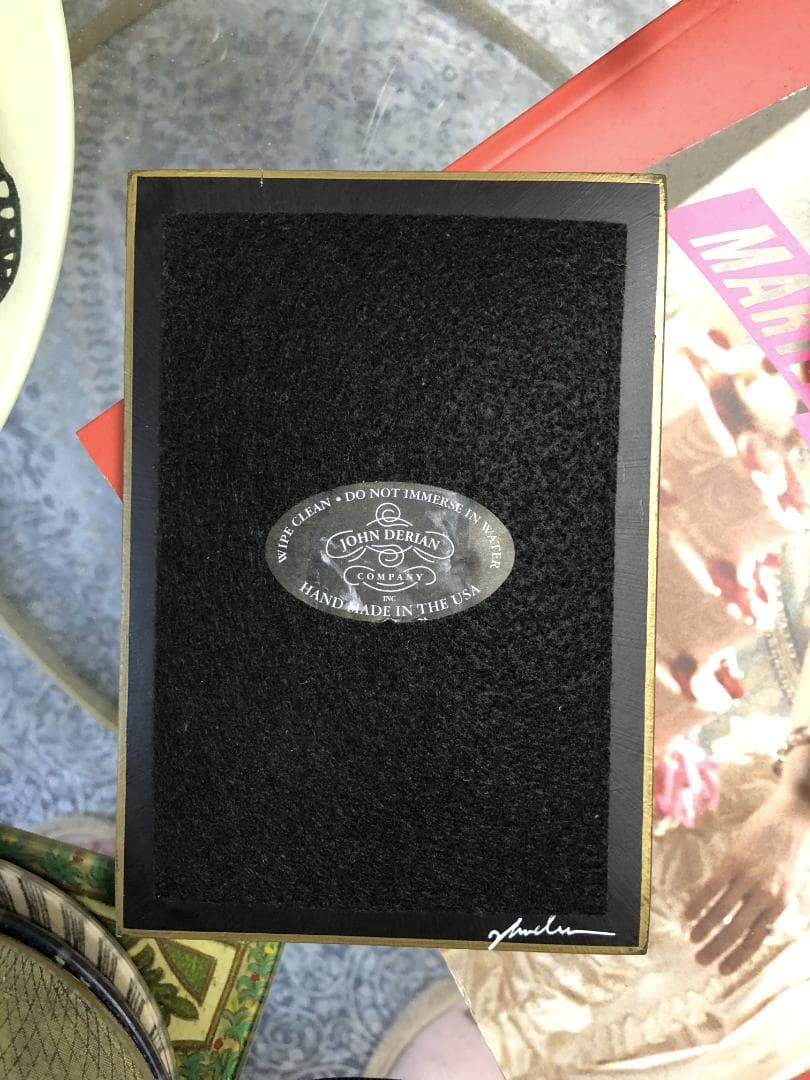 WIPE CLEAN • DO NOT IMMERSE IN WATER
JOHN DERIAN
COMPANY
INC
HAND MADE IN THE USA